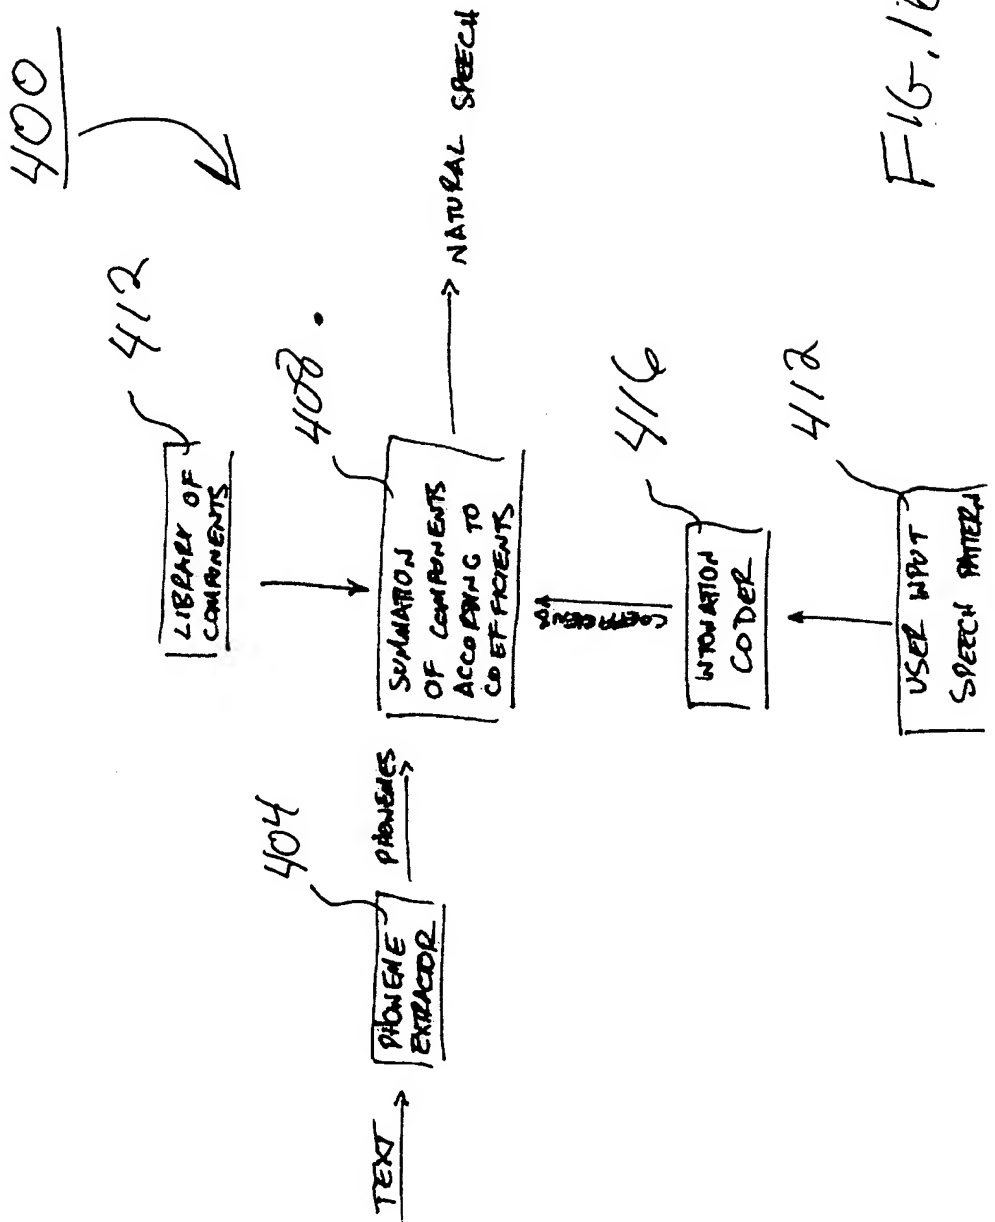 400
412
LIBRARY OF
COMPONENTS
408
SUMMATION
OF COMPONENTS
ACCORDING TO
COEFFICIENTS
NATURAL SPEECH
404
TEXT
PHONEME
EXTRACTOR
PHONEMES
COEFFICIENTS
416
INTONATION
CODER
412
USER INPUT
SPEECH PATTERN
FIG. 16